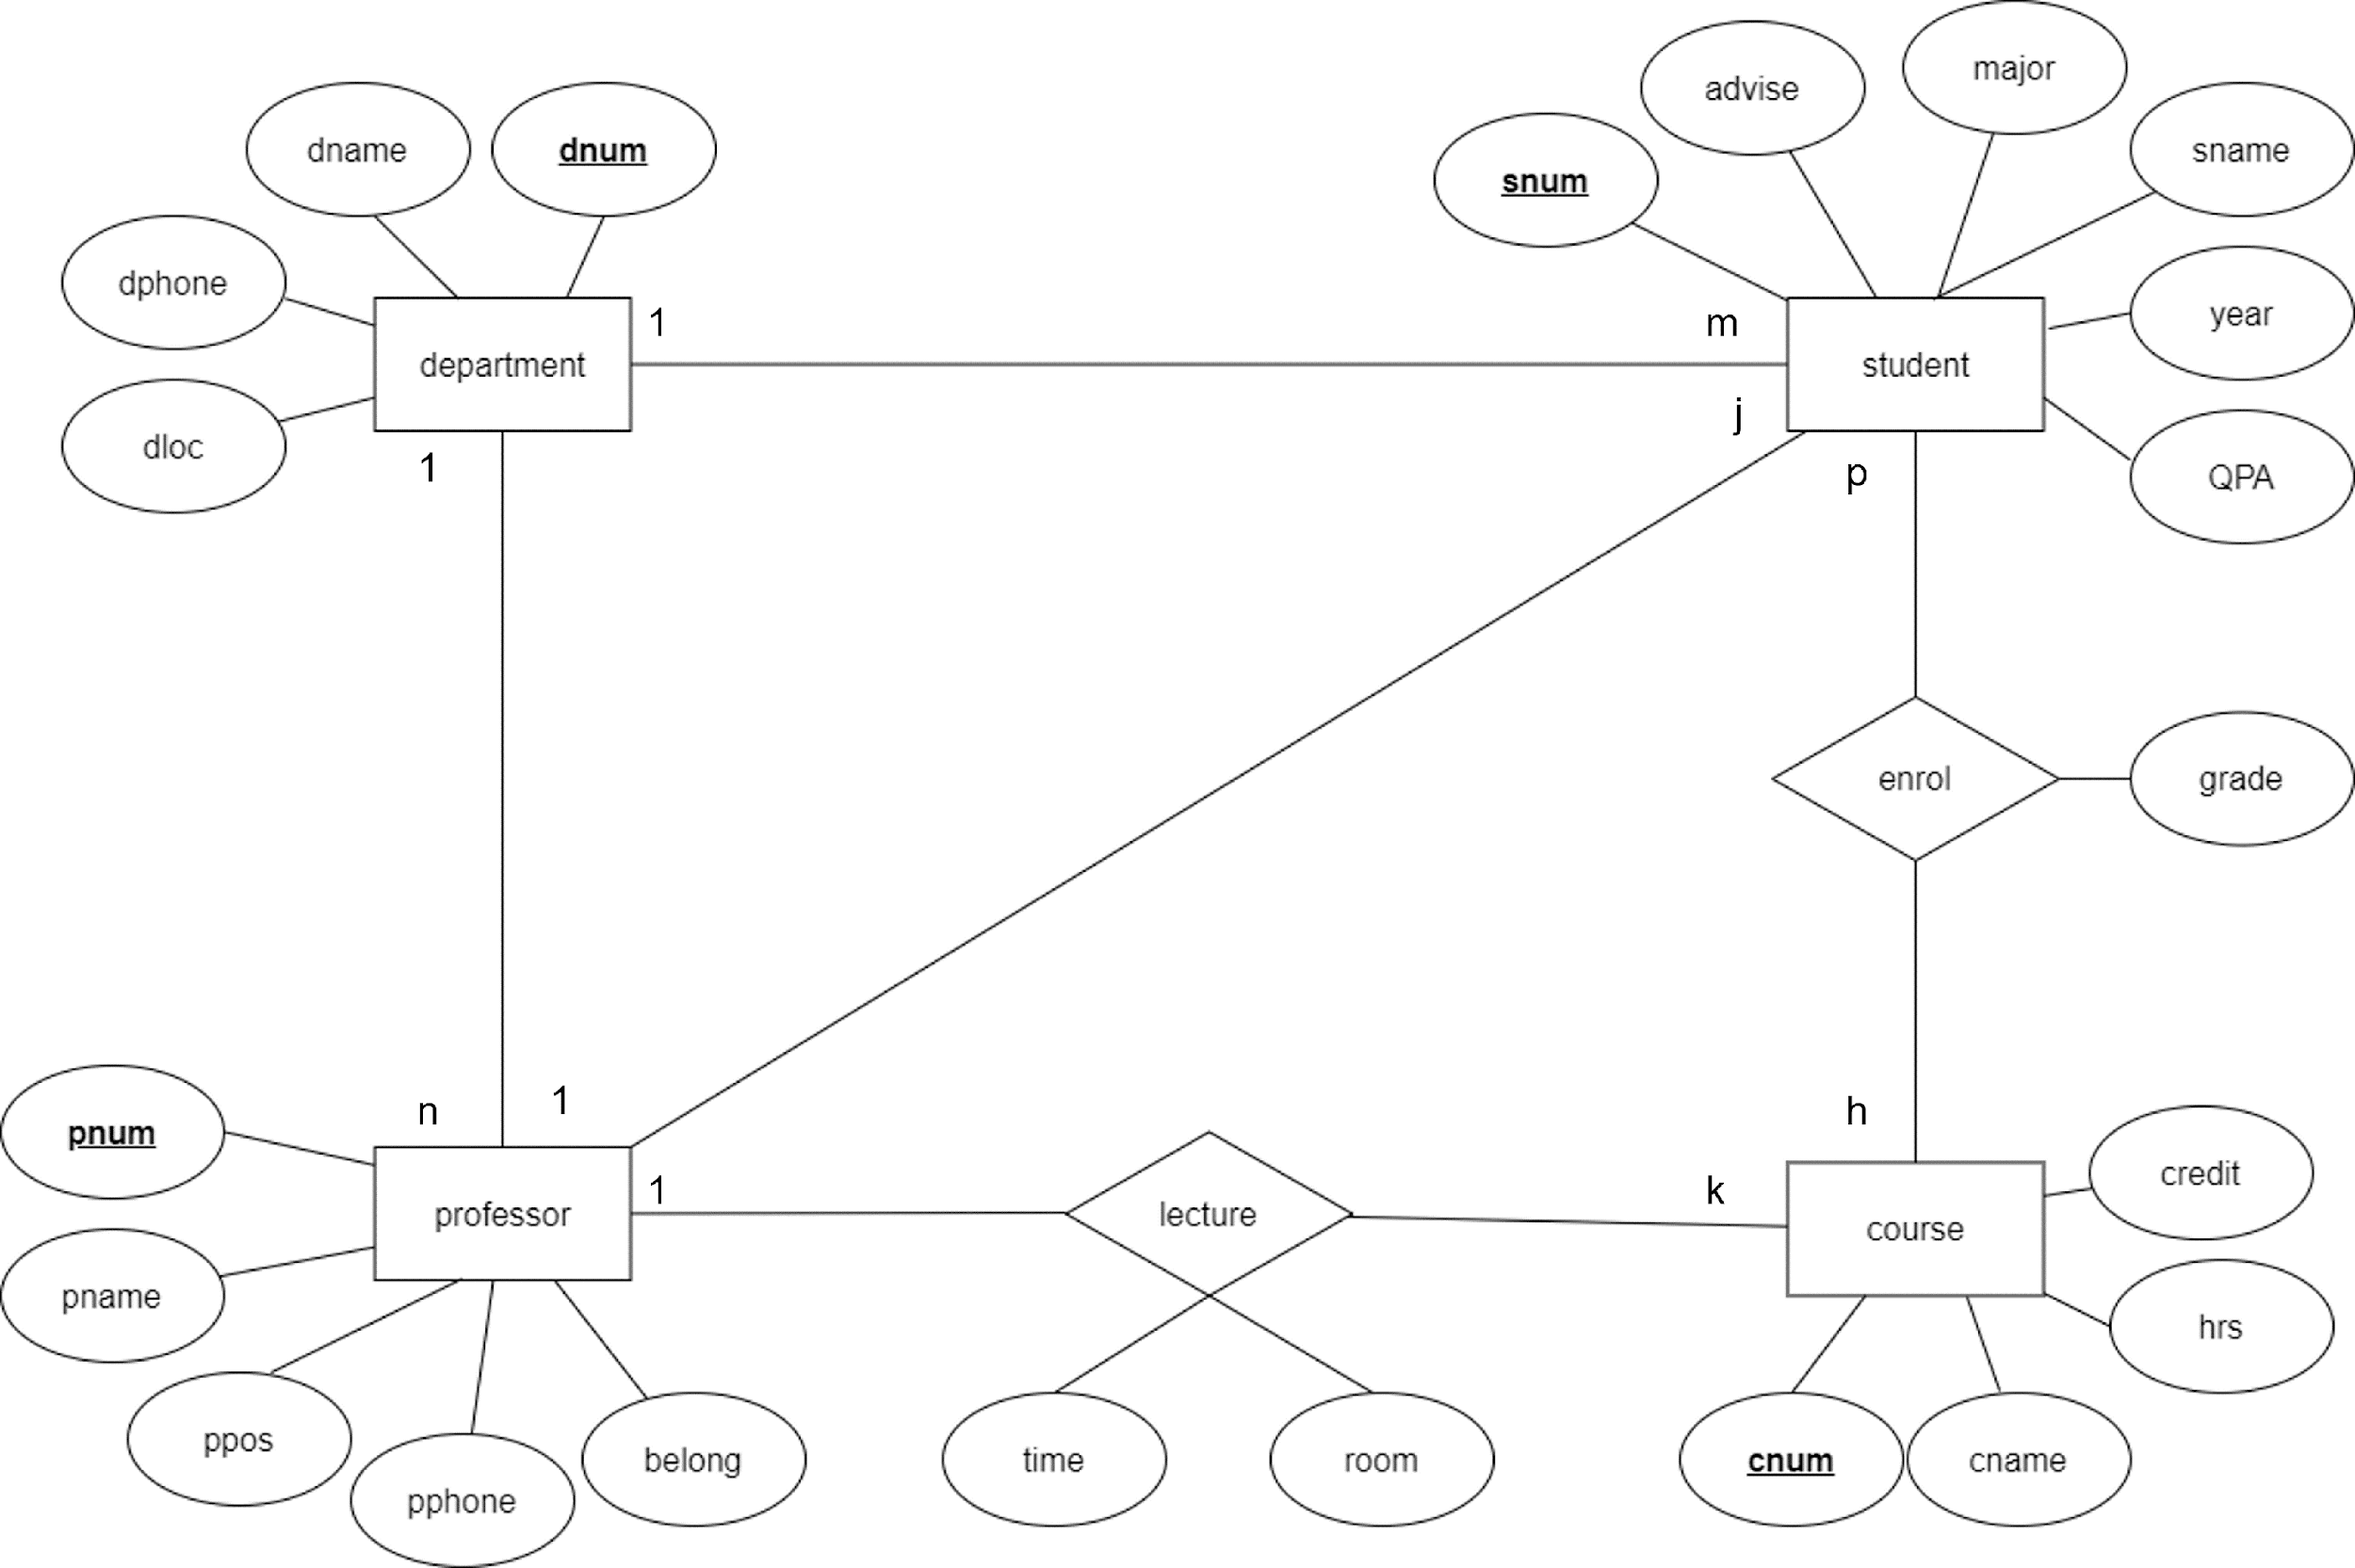 major
advise
dname
dnum
sname
snum
dphone
year
1
m
department
student
j
dloc
1
p
QPA
enrol
grade
n
1
h
pnum
credit
1
k
professor
lecture
course
pname
hrs
ppos
belong
time
room
cnum
cname
pphone